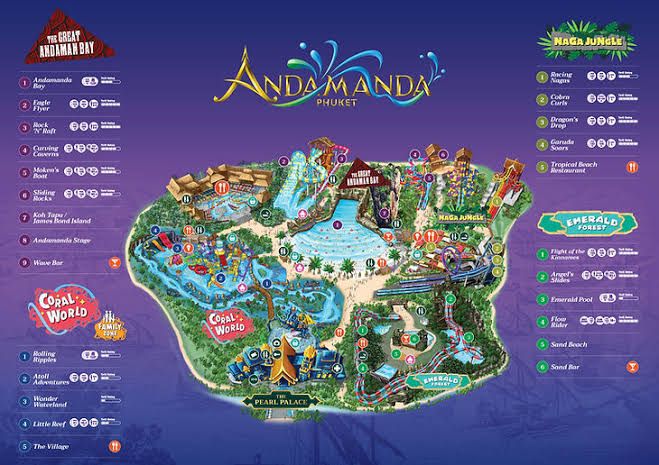 THE GREAT
ANDAMAN BAY
1 Andamanda
Bay
2 Eagle
Flyer
3 Rock
'N' Raft
4 Curving
Caverns
5 Moken's
Boat
6 Sliding
Rocks
7 Koh Tapu /
James Bond Island
8 Andamanda Stage
9 Wave Bar
CORAL
WORLD
FAMILY
ZONE
1 Rolling
Ripples
2 Atoll
Adventures
3 Wonder
Waterland
4 Little Reef
5 The Village
ANDAMANDA
PHUKET
THE GREAT
ANDAMAN BAY
NAGA JUNGLE
CORAL
WORLD
EMERALD
FOREST
THE
PEARL PALACE
NAGA JUNGLE
1 Racing
Nagas
2 Cobra
Curls
3 Dragon's
Drop
4 Garuda
Soars
5 Tropical Beach
Restaurant
EMERALD
FOREST
1 Flight of the
Kinnarees
2 Angel's
Slides
3 Emerald Pool
4 Flow
Rider
5 Sand Beach
6 Sand Bar